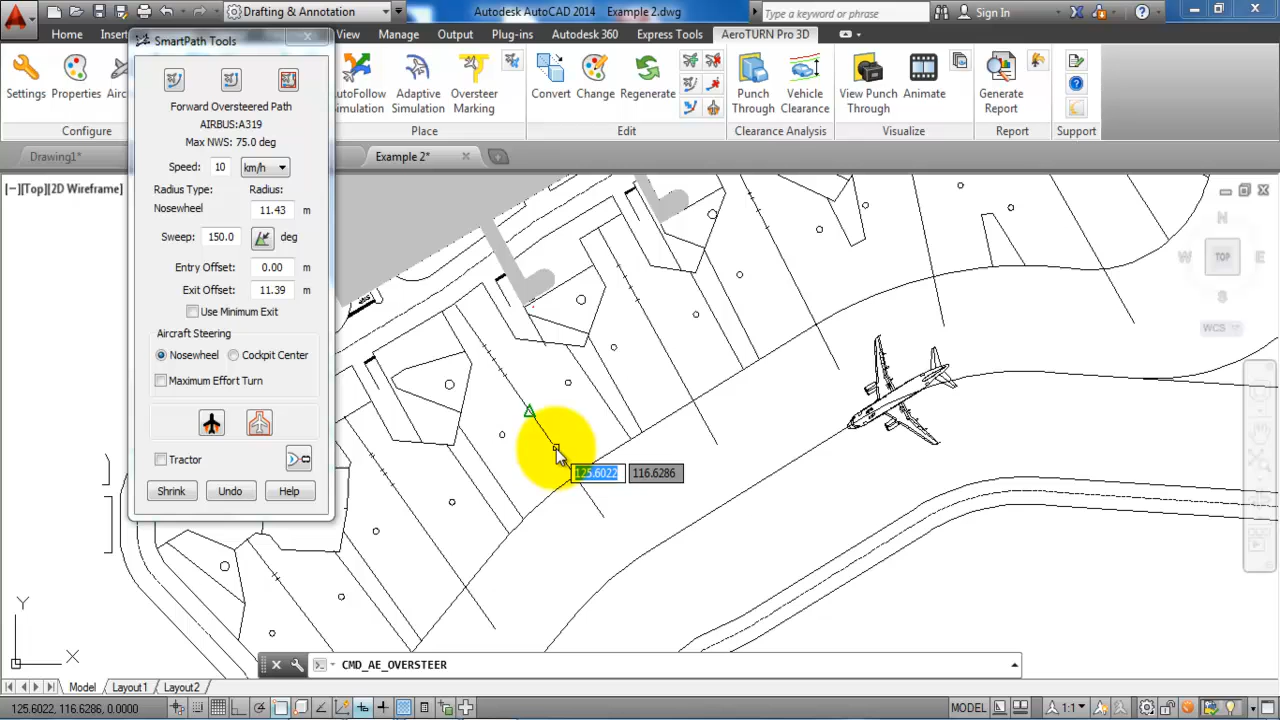 Drafting & Annotation
Autodesk AutoCAD 2014 Example 2.dwg
Type a keyword or phrase
Sign In
Home
Inser
View
Manage
Output
Plug-ins
Autodesk 360
Express Tools
AeroTURN Pro 3D
SmartPath Tools
Settings
Properties
Airc
AutoFollow
Simulation
Adaptive
Simulation
Oversteer
Marking
Convert
Change
Regenerate
Punch
Through
Vehicle
Clearance
View Punch
Through
Animate
Generate
Report
Configure
Place
Edit
Clearance Analysis
Visualize
Report
Support
Drawing1*
Example 2*
[−][Top][2D Wireframe]
Forward Oversteered Path
AIRBUS:A319
Max NWS: 75.0 deg
Speed: 10 km/h
Radius Type: Radius:
Nosewheel 11.43 m
Sweep: 150.0 deg
Entry Offset: 0.00 m
Exit Offset: 11.39 m
Use Minimum Exit
Aircraft Steering
Nosewheel Cockpit Center
Maximum Effort Turn
Tractor
Shrink Undo Help
N
W TOP E
S
WCS
125.6022 116.6286
Y
X
CMD_AE_OVERSTEER
Model Layout1 Layout2
125.6022, 116.6286, 0.0000
MODEL
1:1